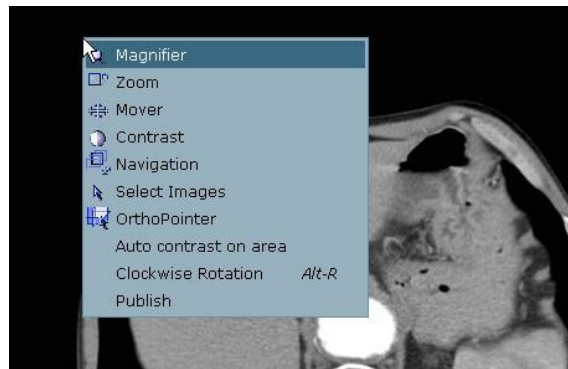 Magnifier
Zoom
Mover
Contrast
Navigation
Select Images
OrthoPointer
Auto contrast on area
Clockwise Rotation Alt-R
Publish